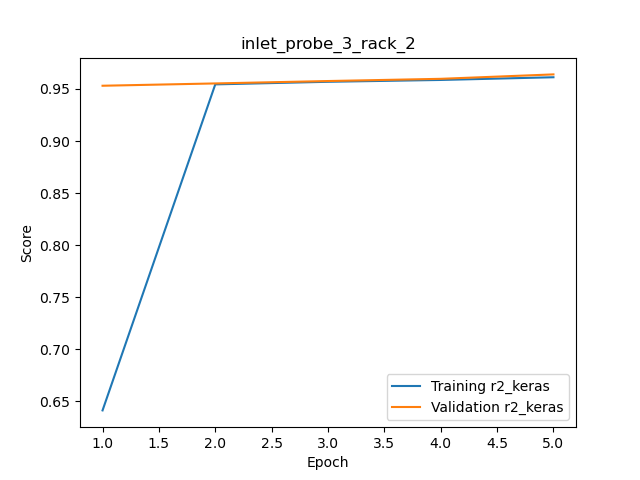 inlet_probe_3_rack_2
Score
0.95
0.90
0.85
0.80
0.75
0.70
0.65
Training r2_keras
Validation r2_keras
1.0 1.5 2.0 2.5 3.0 3.5 4.0 4.5 5.0
Epoch